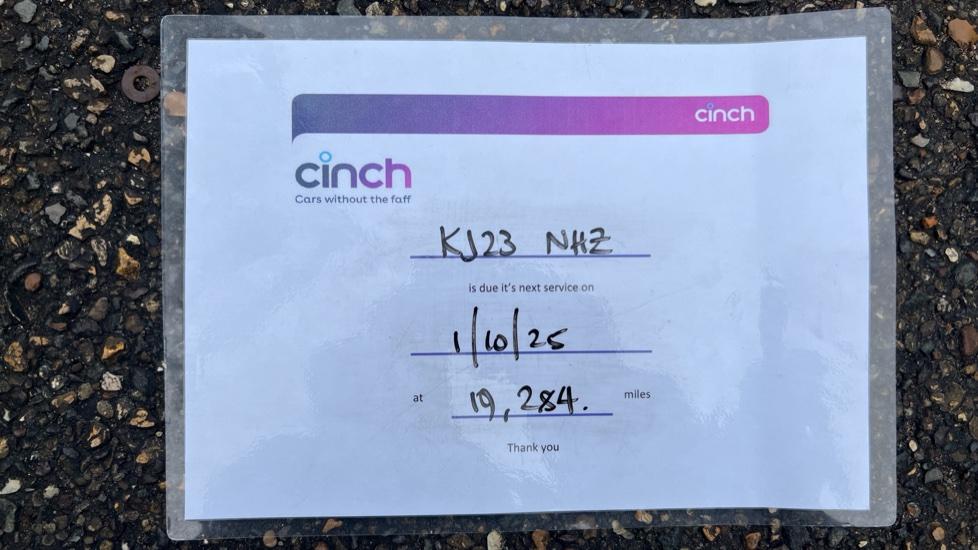 cinch
cinch
Cars without the faff
KJ23 NHZ
is due it's next service on
1/10/25
at 19,284. miles
Thank you